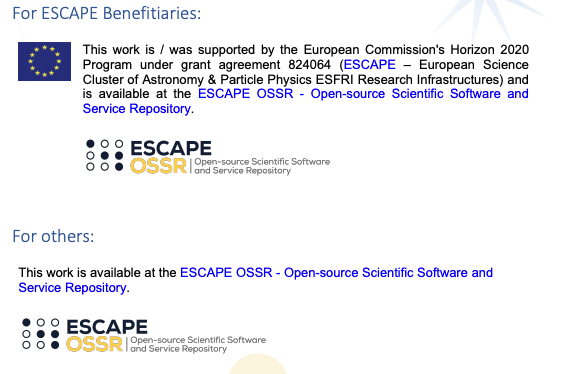 For ESCAPE Benefitiaries:
This work is / was supported by the European Commission's Horizon 2020
Program under grant agreement 824064 (ESCAPE – European Science
Cluster of Astronomy & Particle Physics ESFRI Research Infrastructures) and
is available at the ESCAPE OSSR - Open-source Scientific Software and
Service Repository.
ESCAPE
OSSR Open-source Scientific Software
and Service Repository
For others:
This work is available at the ESCAPE OSSR - Open-source Scientific Software and
Service Repository.
ESCAPE
OSSR Open-source Scientific Software
and Service Repository